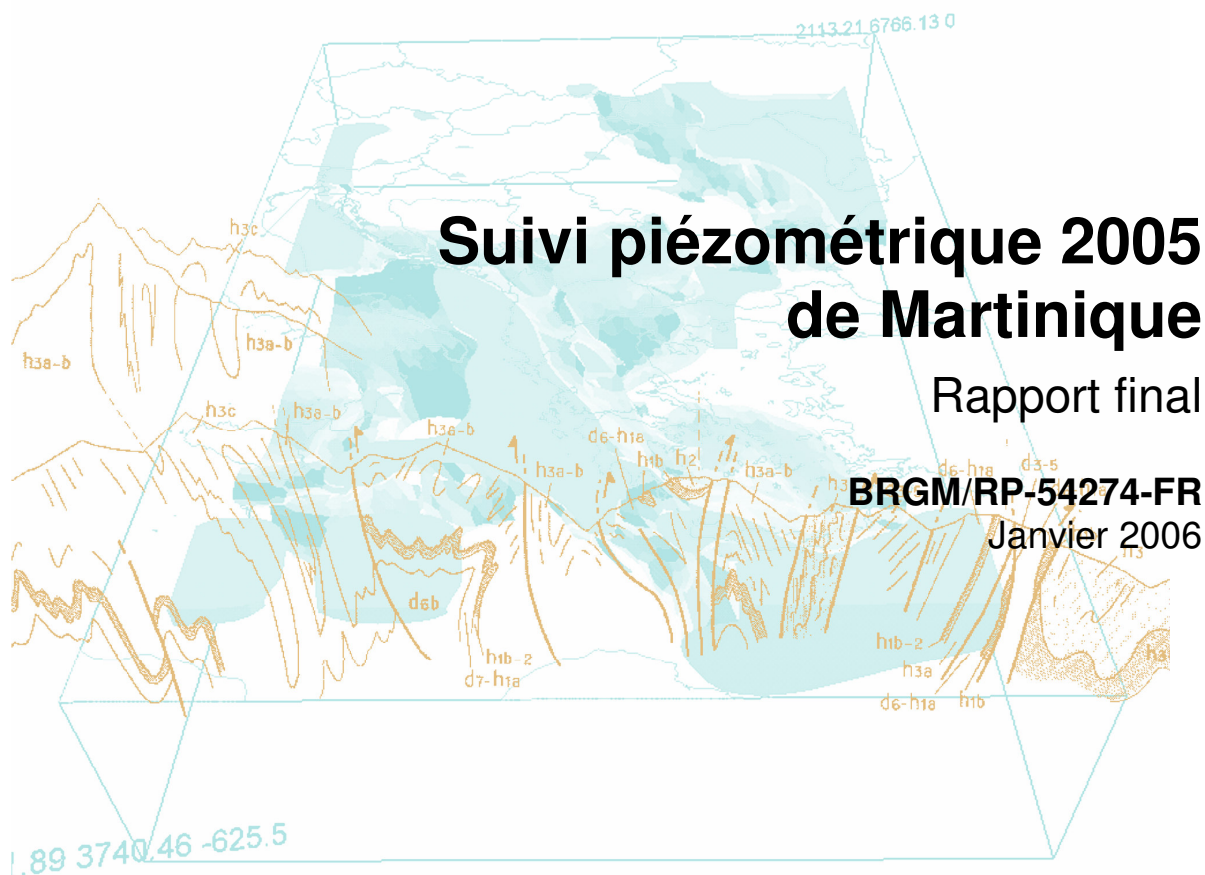 2113.21 6766.13 0
h3c
Suivi piézométrique 2005
de Martinique
h3a-b
h3a-b
Rapport final
h3c
h3a-b
h3a-b
d6-h1a
h1b
h2
h3a-b
h3a-b
d6-h1a
d3-5
BRGM/RP-54274-FR
Janvier 2006
h3
d6b
h1b-2
d7-h1a
h1b-2
h3a
d6-h1a
h1b
h3
.89 3740.46 -625.5